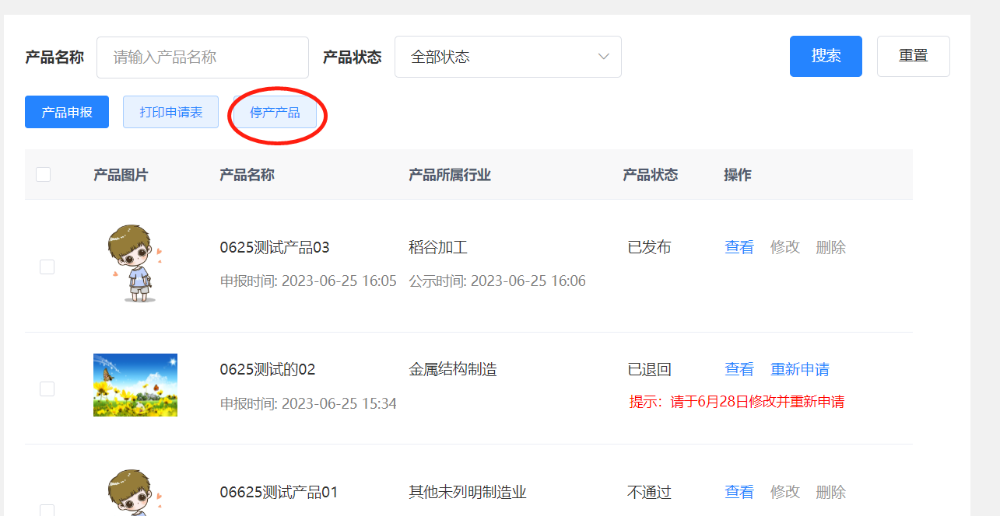 产品名称 请输入产品名称 产品状态 全部状态 搜索 重置
产品申报 打印申请表 停产产品
产品图片 产品名称 产品所属行业 产品状态 操作
0625测试产品03 稻谷加工 已发布 查看 修改 删除
申报时间: 2023-06-25 16:05 公示时间: 2023-06-25 16:06
0625测试的02 金属结构制造 已退回 查看 重新申请
申报时间: 2023-06-25 15:34 提示：请于6月28日修改并重新申请
06625测试产品01 其他未列明制造业 不通过 查看 修改 删除